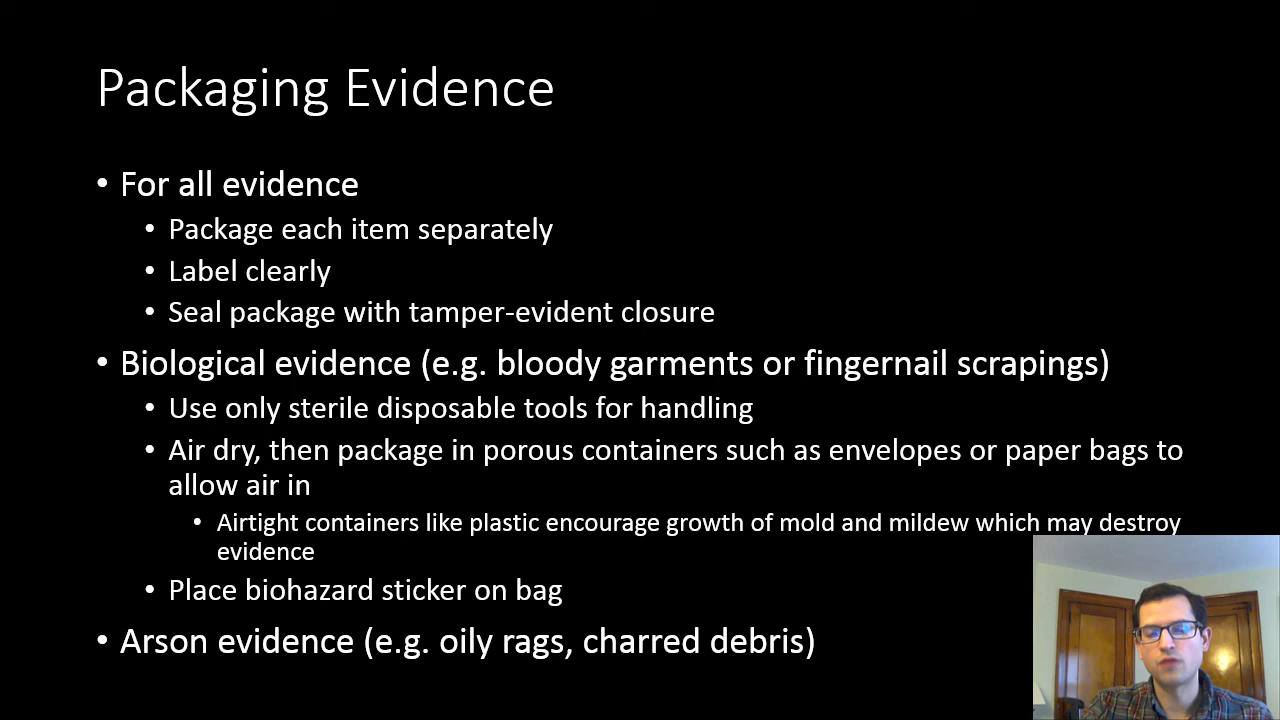 Packaging Evidence
• For all evidence
• Package each item separately
• Label clearly
• Seal package with tamper-evident closure
• Biological evidence (e.g. bloody garments or fingernail scrapings)
• Use only sterile disposable tools for handling
• Air dry, then package in porous containers such as envelopes or paper bags to
allow air in
• Airtight containers like plastic encourage growth of mold and mildew which may destroy
evidence
• Place biohazard sticker on bag
• Arson evidence (e.g. oily rags, charred debris)